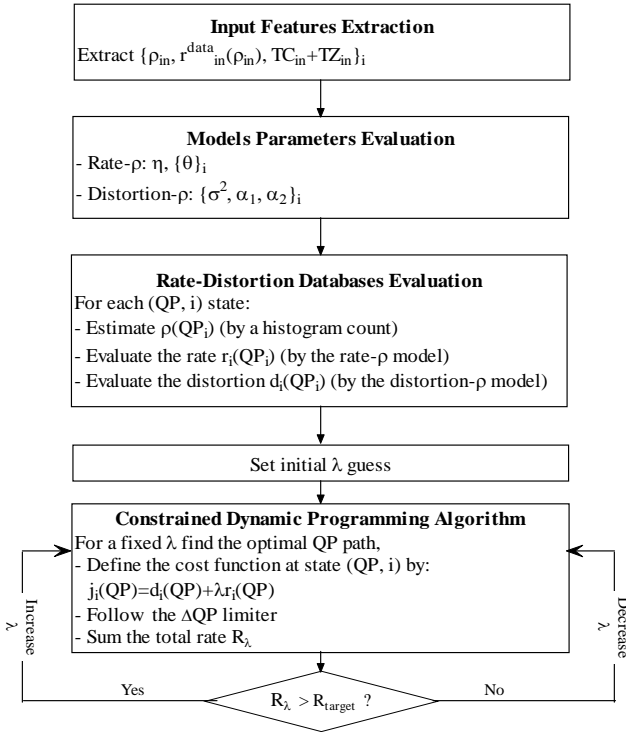 Input Features Extraction
Extract {ρin, r^data in(ρin), TCin+TZin}i
Models Parameters Evaluation
- Rate-ρ: η, {θ}i
- Distortion-ρ: {σ², α1, α2}i
Rate-Distortion Databases Evaluation
For each (QP, i) state:
- Estimate ρ(QPi) (by a histogram count)
- Evaluate the rate ri(QPi) (by the rate-ρ model)
- Evaluate the distortion di(QPi) (by the distortion-ρ model)
Set initial λ guess
Constrained Dynamic Programming Algorithm
For a fixed λ find the optimal QP path,
- Define the cost function at state (QP, i) by:
ji(QP)=di(QP)+λri(QP)
- Follow the ΔQP limiter
- Sum the total rate Rλ
Increase
λ
Decrease
λ
Yes
Rλ > Rtarget ?
No